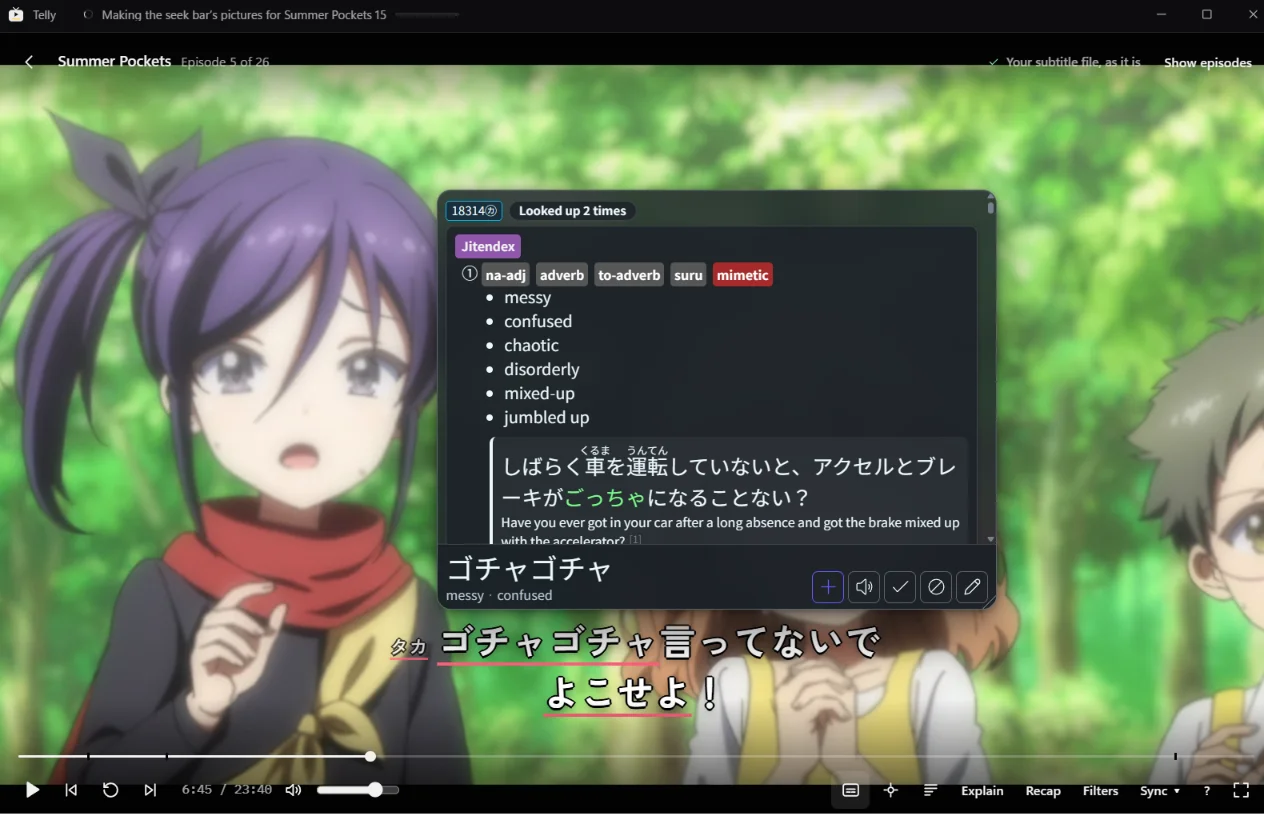 Telly
Making the seek bar's pictures for Summer Pockets 15
Summer Pockets Episode 5 of 26
Your subtitle file, as it is
Show episodes
18314㋕ Looked up 2 times
Jitendex
① na-adj adverb to-adverb suru mimetic
messy
confused
chaotic
disorderly
mixed-up
jumbled up
くるま うんてん
しばらく車を運転していないと、アクセルとブレ
ーキがごっちゃになることない？
Have you ever got in your car after a long absence and got the brake mixed up
with the accelerator? [1]
ゴチャゴチャ
messy · confused
タカ ゴチャゴチャ言ってないで
よこせよ！
6:45 / 23:40
Explain Recap Filters Sync ?